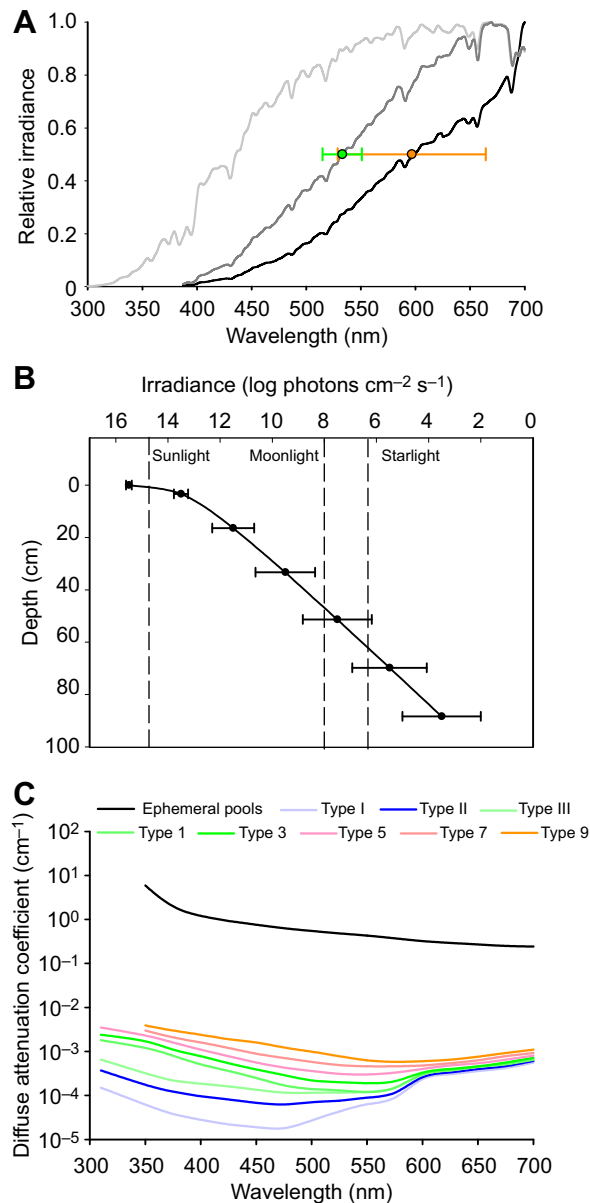 A
1.0
0.8
0.6
0.4
0.2
0
Relative irradiance
300 350 400 450 500 550 600 650 700
Wavelength (nm)
B
Irradiance (log photons cm–2 s–1)
16 14 12 10 8 6 4 2 0
Sunlight Moonlight Starlight
0
20
40
60
80
100
Depth (cm)
C
Ephemeral pools Type I Type II Type III
Type 1 Type 3 Type 5 Type 7 Type 9
102
101
100
10–1
10–2
10–3
10–4
10–5
Diffuse attenuation coefficient (cm–1)
300 350 400 450 500 550 600 650 700
Wavelength (nm)